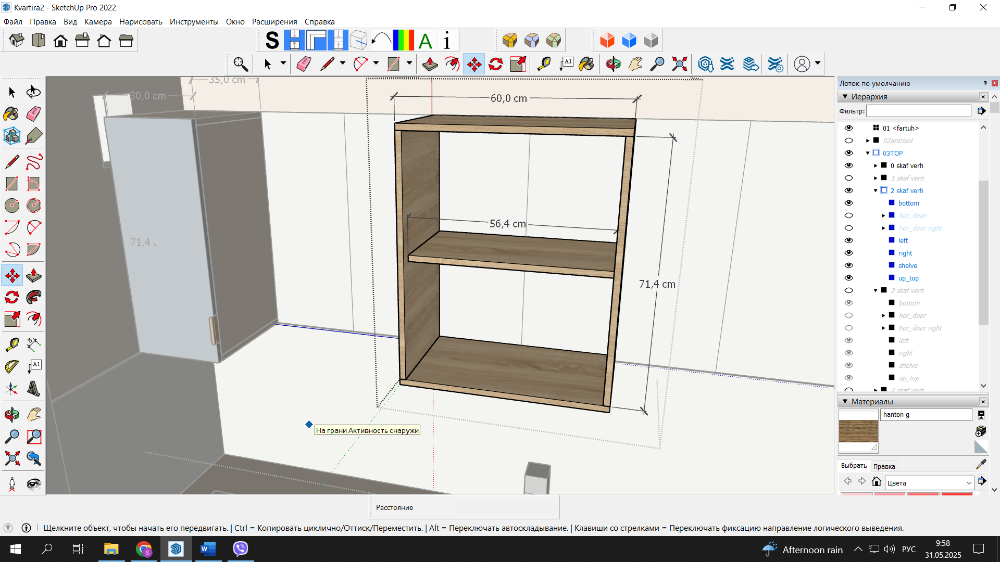 Kvartira2 - SketchUp Pro 2022
Файл Правка Вид Камера Нарисовать Инструменты Окно Расширения Справка
S A i
A1
35,0 cm
30,0 cm
60,0 cm
56,4 cm
71,4 cm
71,4
A1
На грани Активность снаружи
Лоток по умолчанию
Иерархия
Фильтр:
01 <fartuh>
02antrisol
03TOP
0 skaf verh
1 skaf verh
2 skaf verh
bottom
hor_door
hor_door right
left
right
shelve
up_top
3 skaf verh
bottom
hor_door
hor_door right
left
right
shelve
up_top
4 skaf verh
Материалы
hanton g
Выбрать Правка
Цвета
Расстояние
Щелкните объект, чтобы начать его передвигать. | Ctrl = Копировать циклично/Оттиск/Переместить. | Alt = Переключать автоскладывание. | Клавиши со стрелками = Переключать фиксацию направление логического выведения.
Afternoon rain
РУС
9:58
31.05.2025